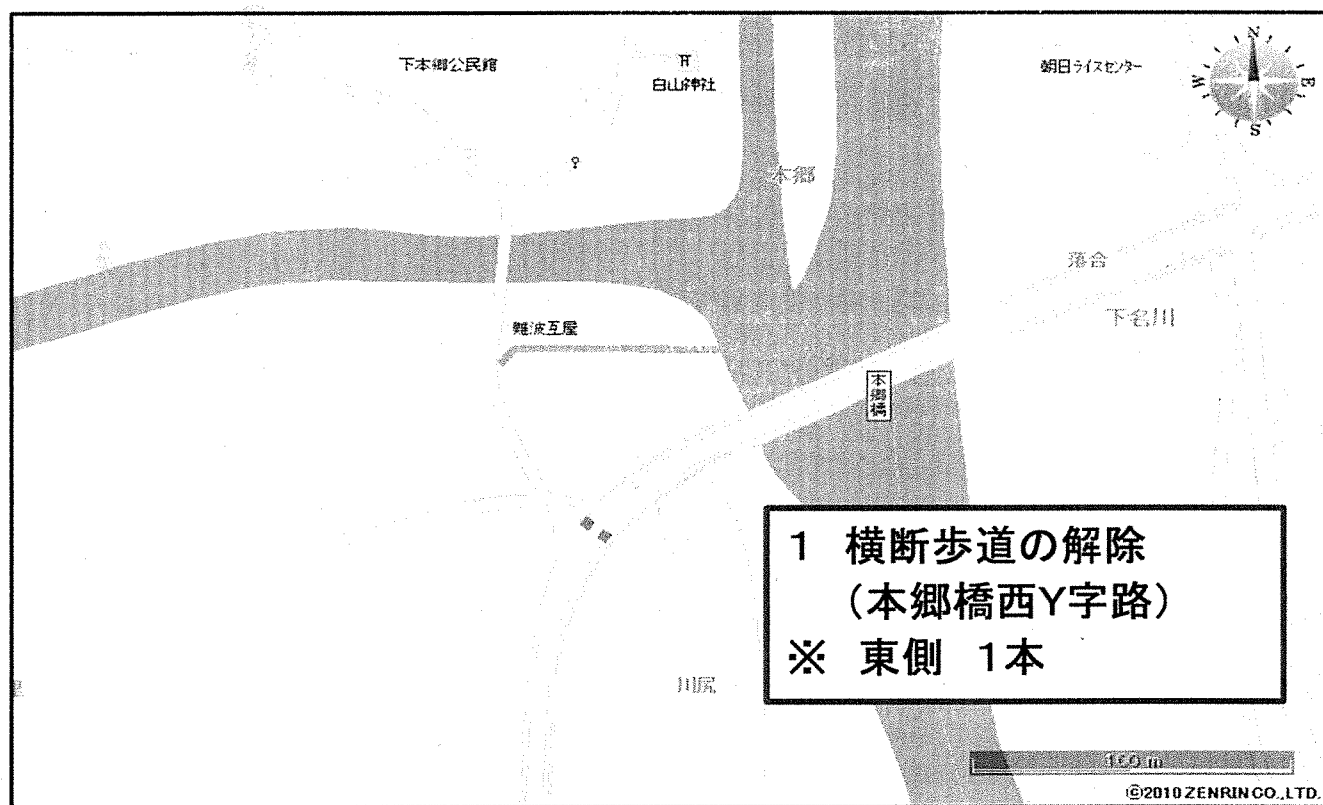 下本郷公民館
白山神社
朝日ライスセンター
N
W
E
S
本郷
落合
下名川
難波互屋
本郷橋
1 横断歩道の解除
(本郷橋西Y字路)
※ 東側 1本
川尻
100 m
©2010 ZENRIN CO., LTD.